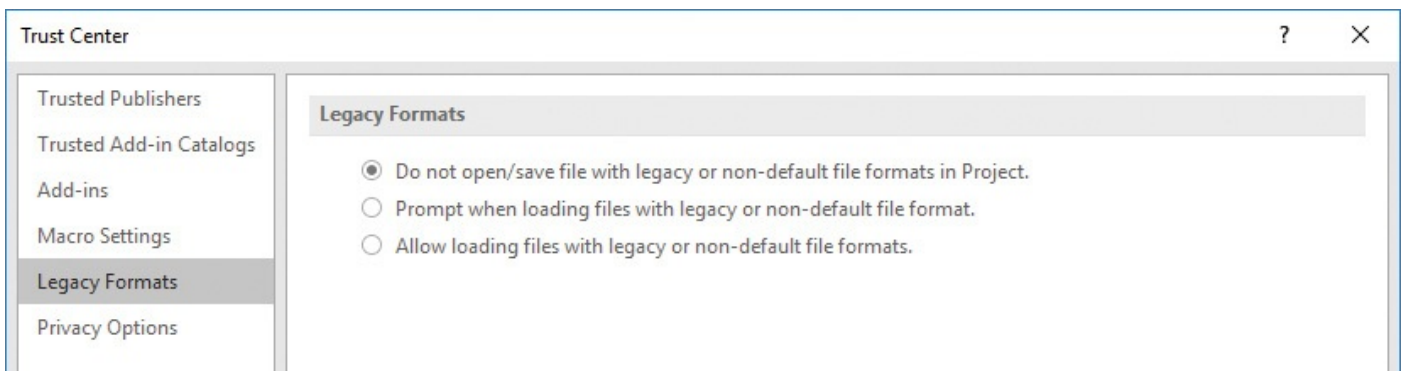 Trust Center
?
Trusted Publishers
Trusted Add-in Catalogs
Add-ins
Macro Settings
Legacy Formats
Privacy Options
Legacy Formats
Do not open/save file with legacy or non-default file formats in Project.
Prompt when loading files with legacy or non-default file format.
Allow loading files with legacy or non-default file formats.